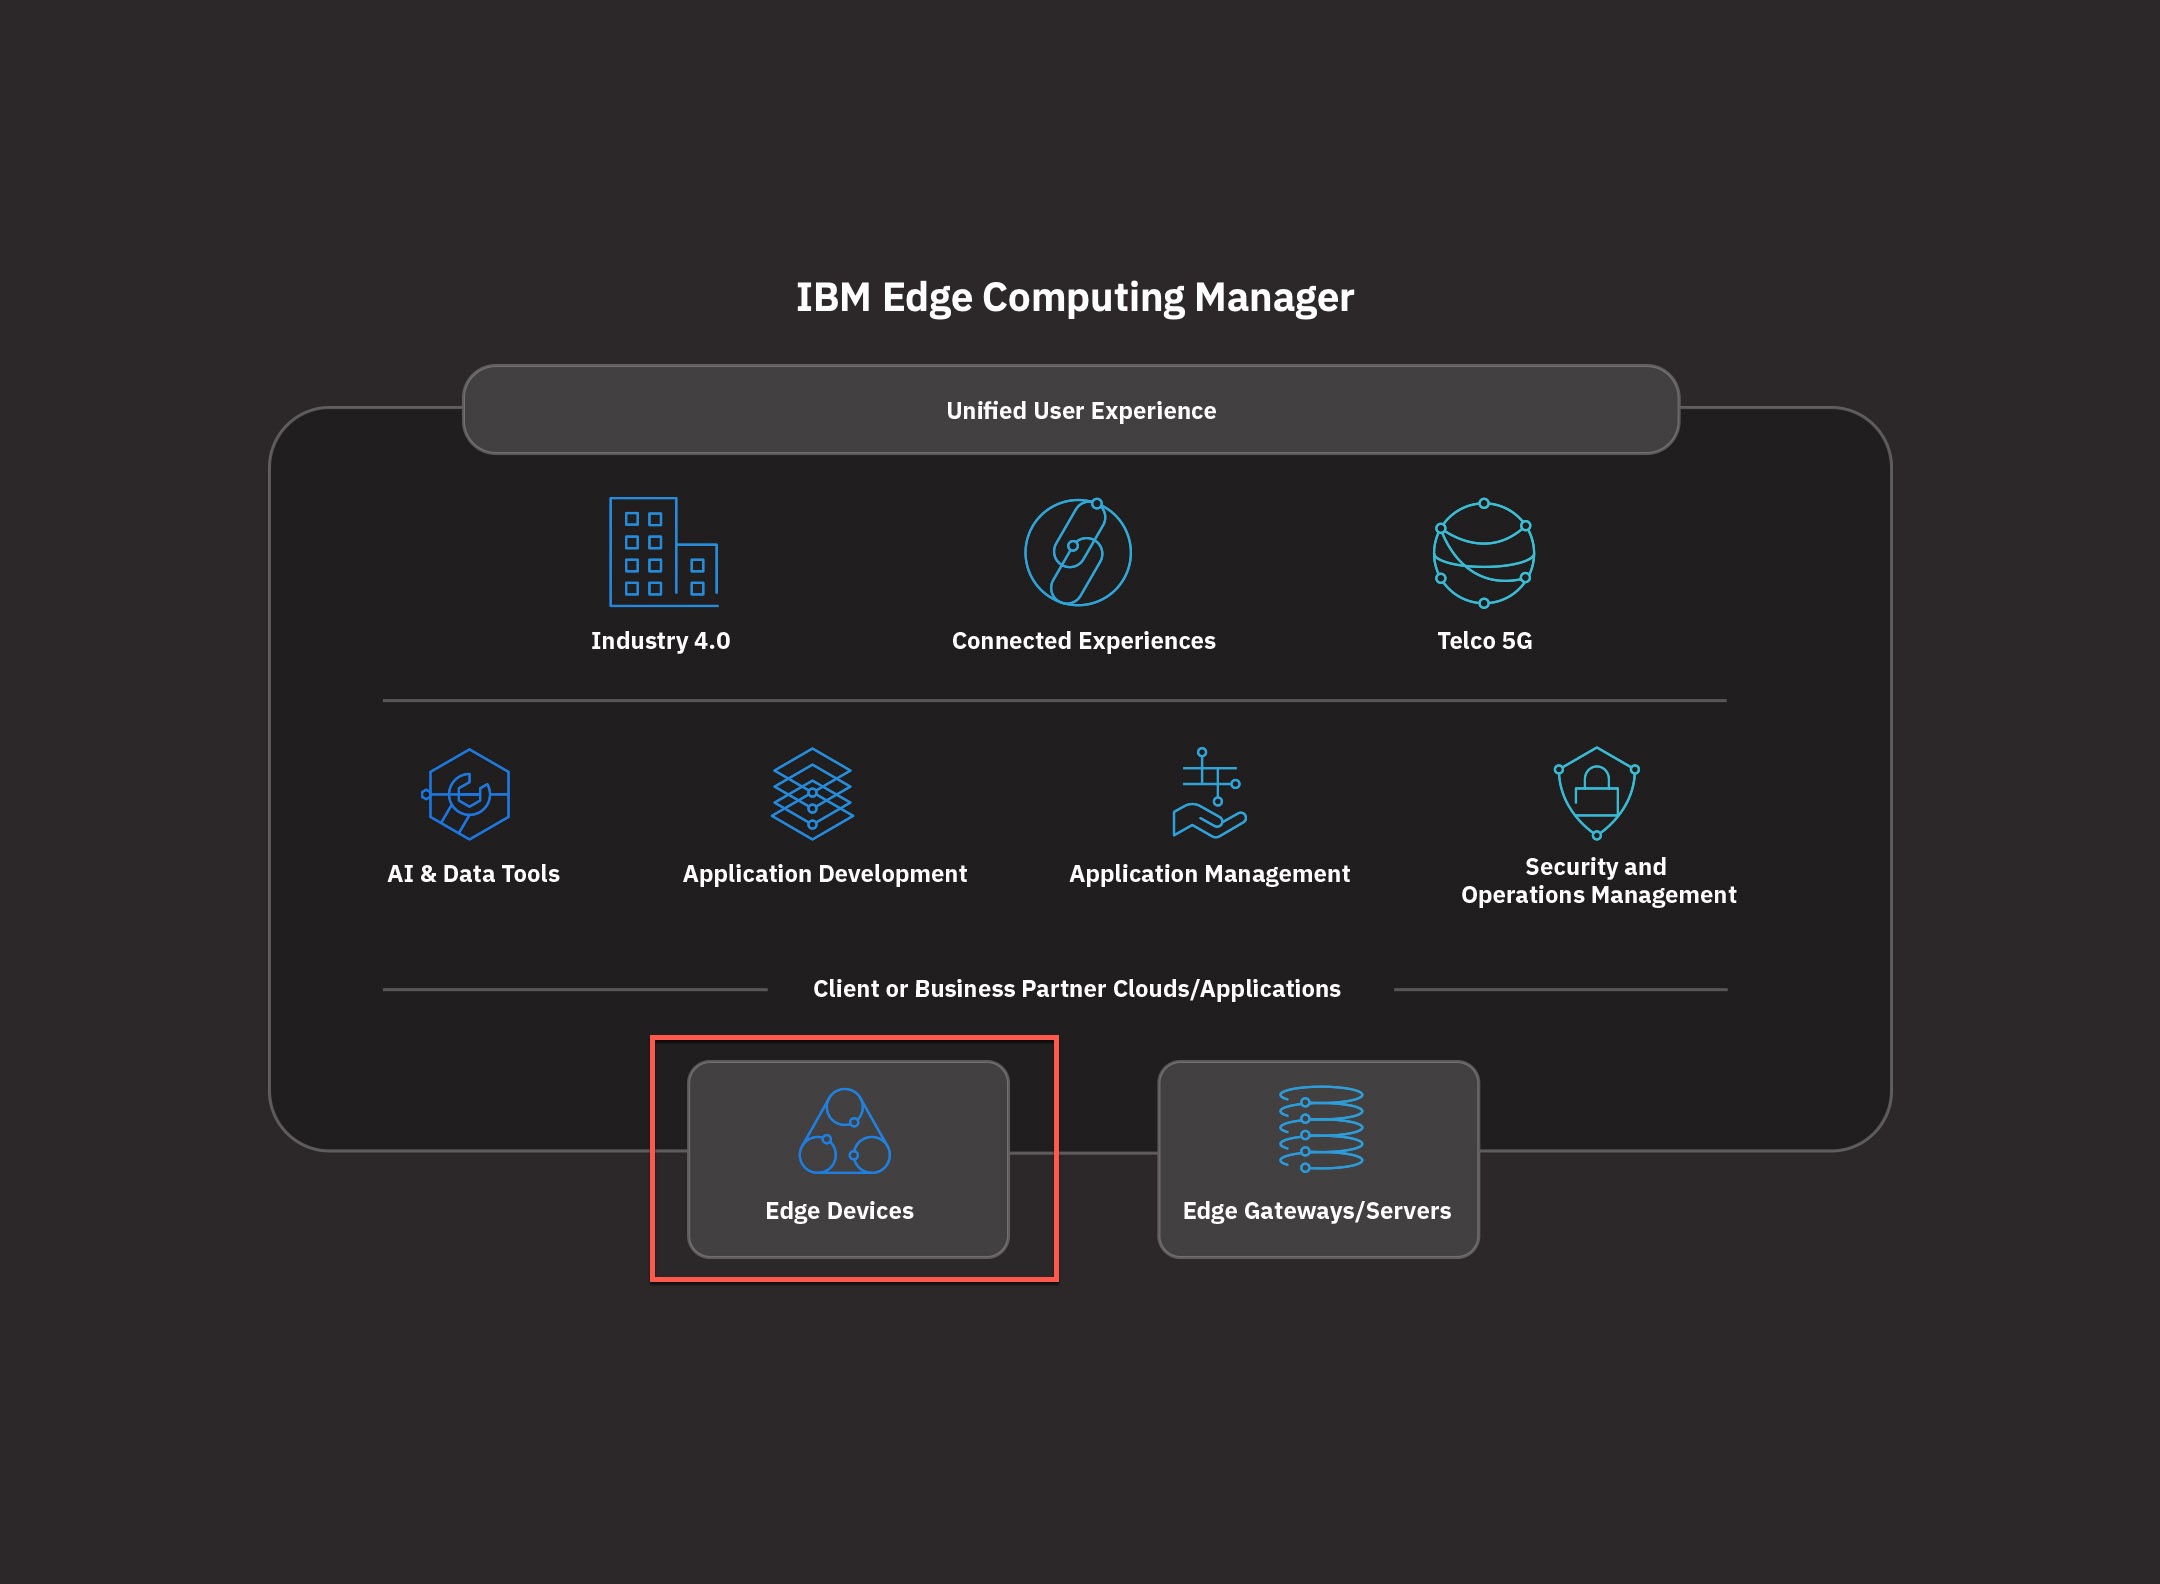 IBM Edge Computing Manager
Unified User Experience
Industry 4.0
Connected Experiences
Telco 5G
AI & Data Tools
Application Development
Application Management
Security and
Operations Management
Client or Business Partner Clouds/Applications
Edge Devices
Edge Gateways/Servers